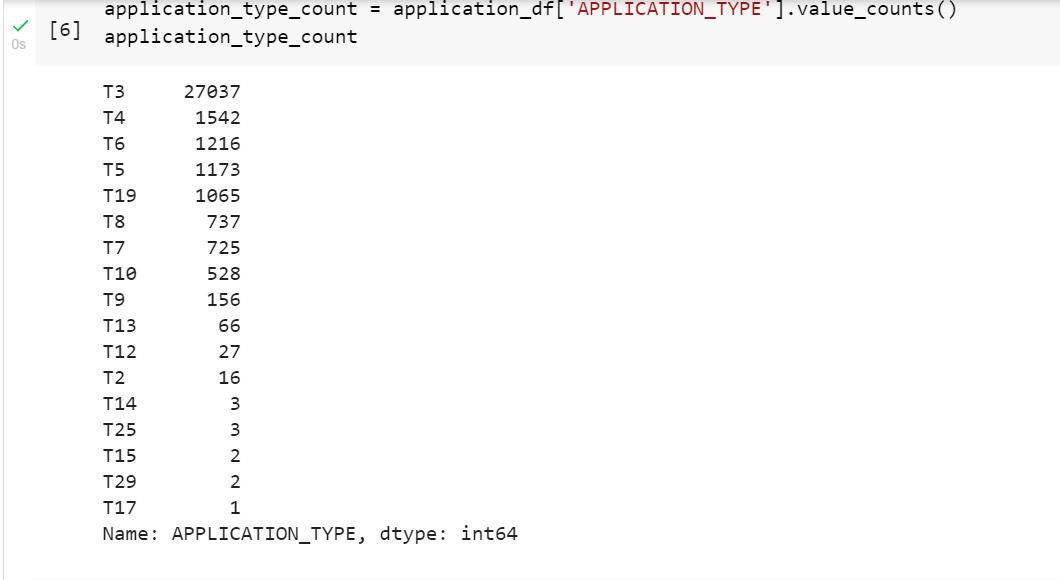 application_type_count = application_df['APPLICATION_TYPE'].value_counts()
[6] application_type_count
0s
T3 27037
T4 1542
T6 1216
T5 1173
T19 1065
T8 737
T7 725
T10 528
T9 156
T13 66
T12 27
T2 16
T14 3
T25 3
T15 2
T29 2
T17 1
Name: APPLICATION_TYPE, dtype: int64